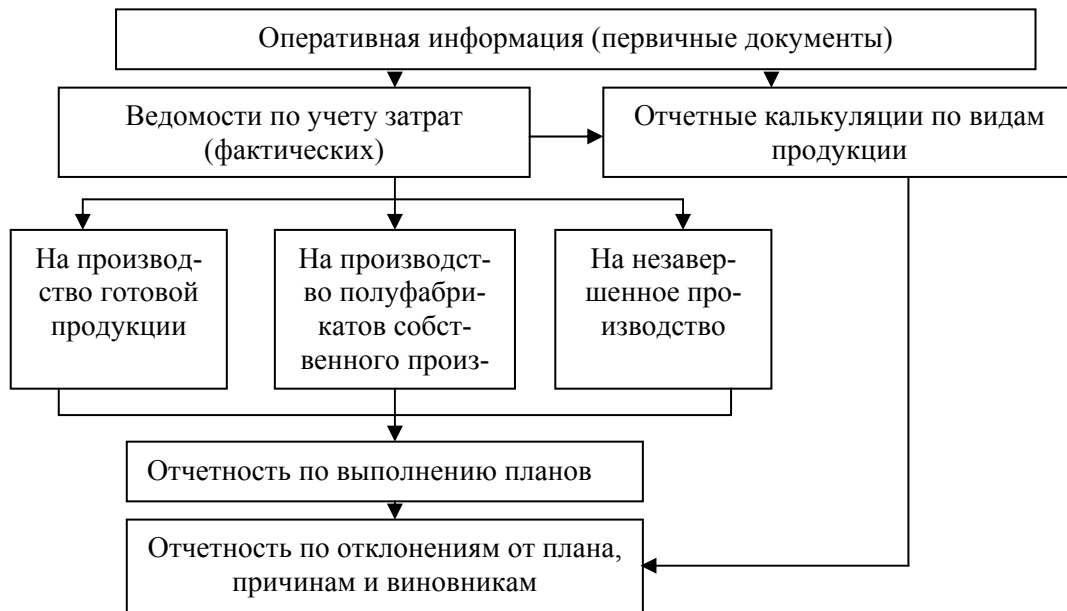 Оперативная информация (первичные документы)
Ведомости по учету затрат
(фактических)
Отчетные калькуляции по видам
продукции
На производ-
ство готовой
продукции
На производст-
во полуфабри-
катов собст-
венного произ-
На незавер-
шенное про-
изводство
Отчетность по выполнению планов
Отчетность по отклонениям от плана,
причинам и виновникам